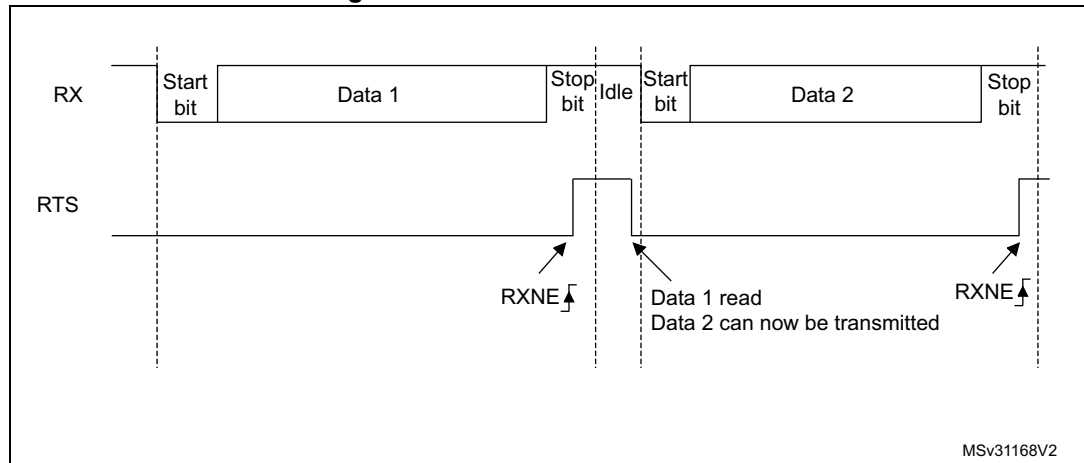 RX
Start
bit
Data 1
Stop
bit
Idle
Start
bit
Data 2
Stop
bit
RTS
RXNE
Data 1 read
Data 2 can now be transmitted
RXNE
MSv31168V2